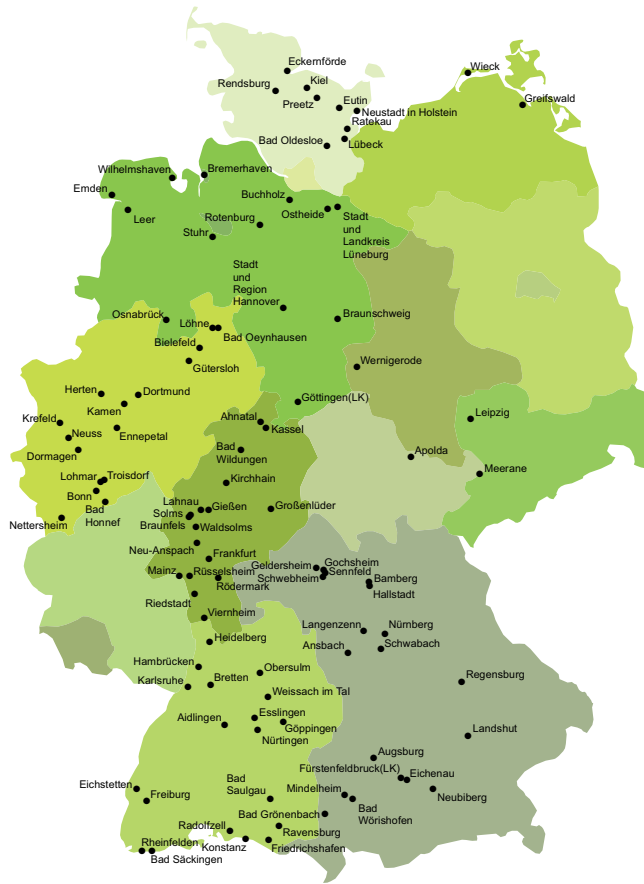 Eckernförde
Wieck
Rendsburg
Kiel
Preetz
Eutin
Greifswald
Neustadt in Holstein
Ratekau
Bad Oldesloe
Lübeck
Wilhelmshaven
Bremerhaven
Emden
Buchholz
Leer
Rotenburg
Ostheide
Stadt
und
Landkreis
Lüneburg
Stuhr
Stadt
und
Region
Hannover
Osnabrück
Löhne
Braunschweig
Bad Oeynhausen
Bielefeld
Gütersloh
Wernigerode
Herten
Dortmund
Kamen
Göttingen(LK)
Krefeld
Ahnatal
Leipzig
Neuss
Ennepetal
Kassel
Dormagen
Bad
Wildungen
Apolda
Lohmar
Troisdorf
Kirchhain
Meerane
Bonn
Bad
Honnef
Lahnau
Gießen
Großenlüder
Solms
Nettersheim
Braunfels
Waldsolms
Neu-Anspach
Frankfurt
Geldersheim
Gochsheim
Mainz
Rüsselsheim
Schwebheim
Sennfeld
Rödermark
Bamberg
Hallstadt
Riedstadt
Viernheim
Langenzenn
Nürnberg
Heidelberg
Ansbach
Schwabach
Hambrücken
Obersulm
Karlsruhe
Bretten
Regensburg
Weissach im Tal
Aidlingen
Esslingen
Göppingen
Nürtingen
Landshut
Augsburg
Fürstenfeldbruck(LK)
Eichstetten
Bad
Saulgau
Eichenau
Freiburg
Mindelheim
Neubiberg
Bad Grönenbach
Bad
Wörishofen
Radolfzell
Ravensburg
Rheinfelden
Konstanz
Friedrichshafen
Bad Säckingen